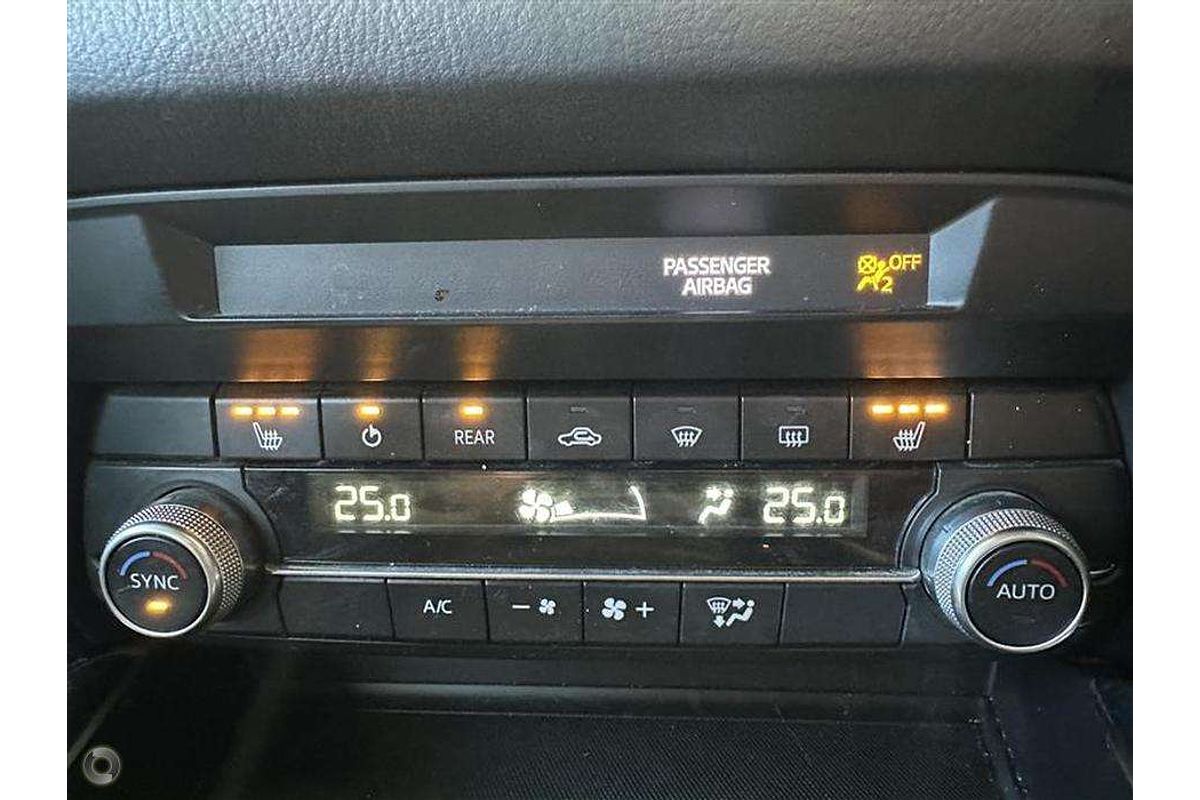 PASSENGER
AIRBAG
OFF
2
REAR
25.0
25.0
SYNC
A/C
- +
AUTO